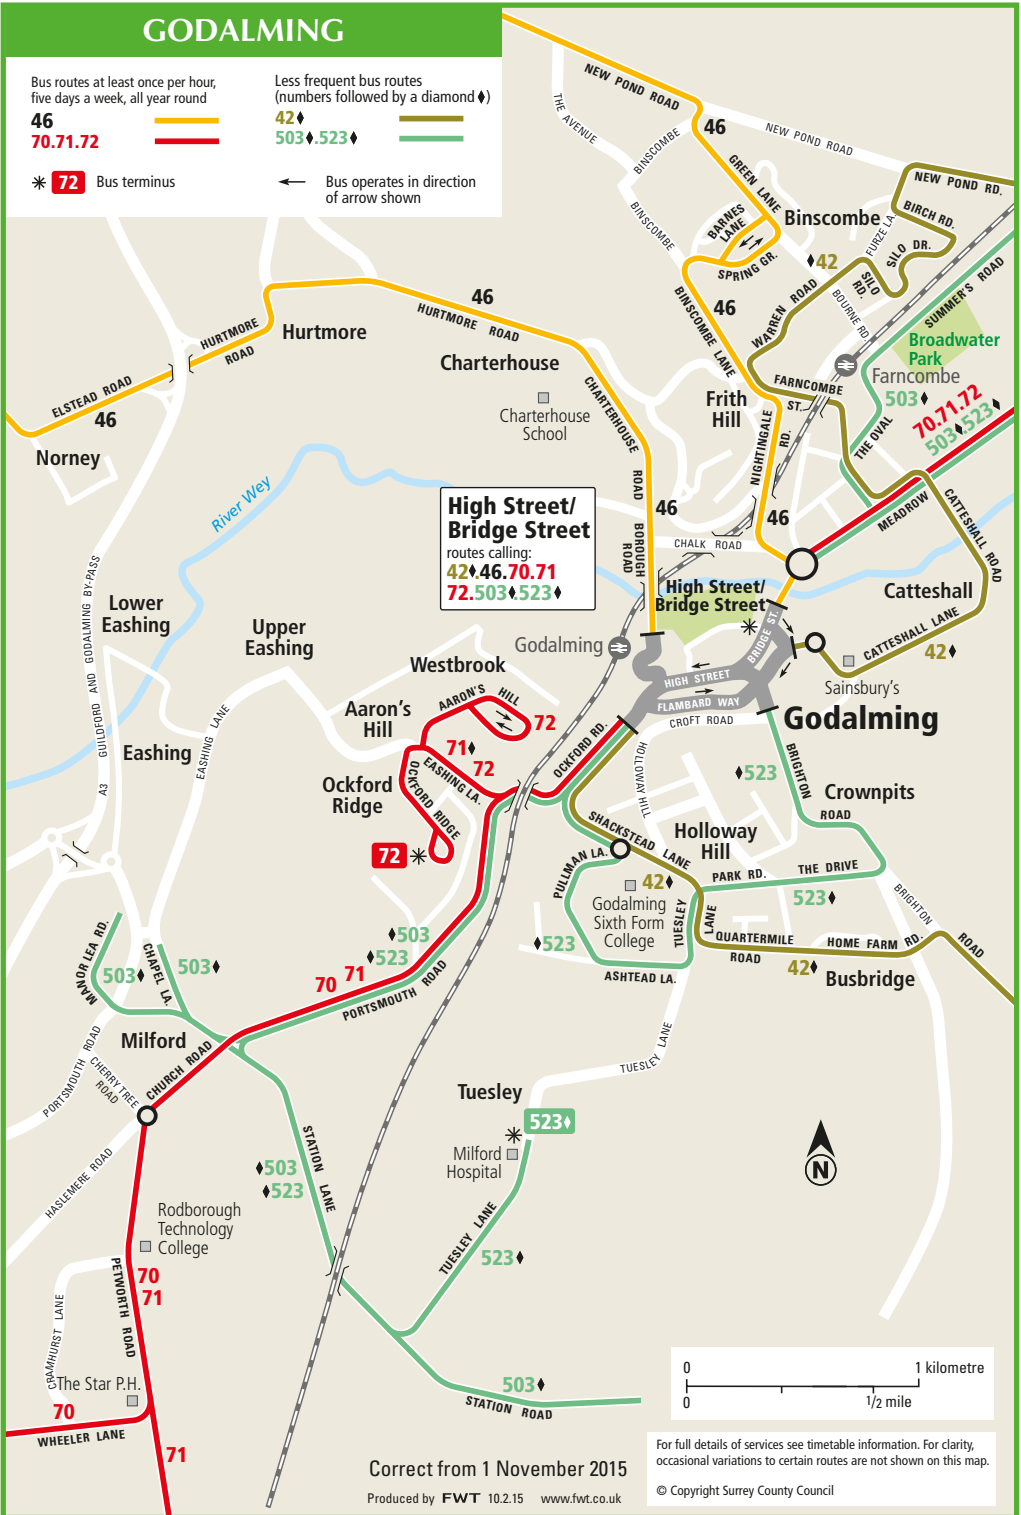 GODALMING
Bus routes at least once per hour,
five days a week, all year round
46
70.71.72
72 Bus terminus
Less frequent bus routes
(numbers followed by a diamond ♦)
42♦
503♦.523♦
Bus operates in direction
of arrow shown
NEW POND ROAD
THE AVENUE
46
NEW POND ROAD
BINSCOMBE
GREEN LANE
NEW POND RD.
BIRCH RD.
BINSCOMBE
BARNES
LANE
Binscombe
FURZE LA.
SILO DR.
SPRING GR.
♦42
SILO
RD.
SUMMER'S ROAD
46
HURTMORE ROAD
BINSCOMBE LANE
46
WARREN ROAD
BOURNE RD.
HURTMORE
ROAD
Hurtmore
Broadwater
Park
Charterhouse
Farncombe
ELSTEAD ROAD
46
CHARTERHOUSE
ROAD
Charterhouse
School
FARNCOMBE
ST.
503♦
70.71.72
503♦.523♦
Frith
Hill
NIGHTINGALE
RD.
THE OVAL
Norney
River Wey
High Street/
Bridge Street
routes calling:
42♦.46.70.71
72.503♦.523♦
46
46
MEADROW
CATTESHALL ROAD
BOROUGH
ROAD
CHALK ROAD
GUILDFORD AND GODALMING BY-PASS
A3
Lower
Eashing
Upper
Eashing
High Street/
Bridge Street
Catteshall
Godalming
BRIDGE ST.
CATTESHALL LANE
42♦
Westbrook
HIGH STREET
Sainsbury's
AARON'S HILL
FLAMBARD WAY
Aaron's
Hill
72
CROFT ROAD
Godalming
Eashing
EASHING LANE
71♦
72
OCKFORD RD.
HOLLOWAY HILL
BRIGHTON
ROAD
EASHING LA.
♦523
Ockford
Ridge
OCKFORD RIDGE
Crownpits
SHACKSTEAD LANE
Holloway
Hill
72
PULLMAN LA.
PARK RD.
THE DRIVE
42♦
523♦
Godalming
Sixth Form
College
TUESLEY
LANE
BRIGHTON
ROAD
MANOR LEA RD.
CHAPEL LA.
♦503
♦523
♦523
QUARTERMILE
ROAD
HOME FARM RD.
503♦
503♦
ASHTEAD LA.
42♦
Busbridge
70
71
PORTSMOUTH ROAD
Milford
PORTSMOUTH ROAD
CHERRY TREE
ROAD
CHURCH ROAD
TUESLEY LANE
Tuesley
523♦
Milford
Hospital
HASLEMERE ROAD
STATION LANE
♦503
♦523
N
Rodborough
Technology
College
TUESLEY LANE
523♦
70
71
PETWORTH ROAD
CRAMHURST LANE
The Star P.H.
70
WHEELER LANE
71
503♦
STATION ROAD
0 1 kilometre
0 1/2 mile
For full details of services see timetable information. For clarity,
occasional variations to certain routes are not shown on this map.
© Copyright Surrey County Council
Correct from 1 November 2015
Produced by FWT 10.2.15 www.fwt.co.uk